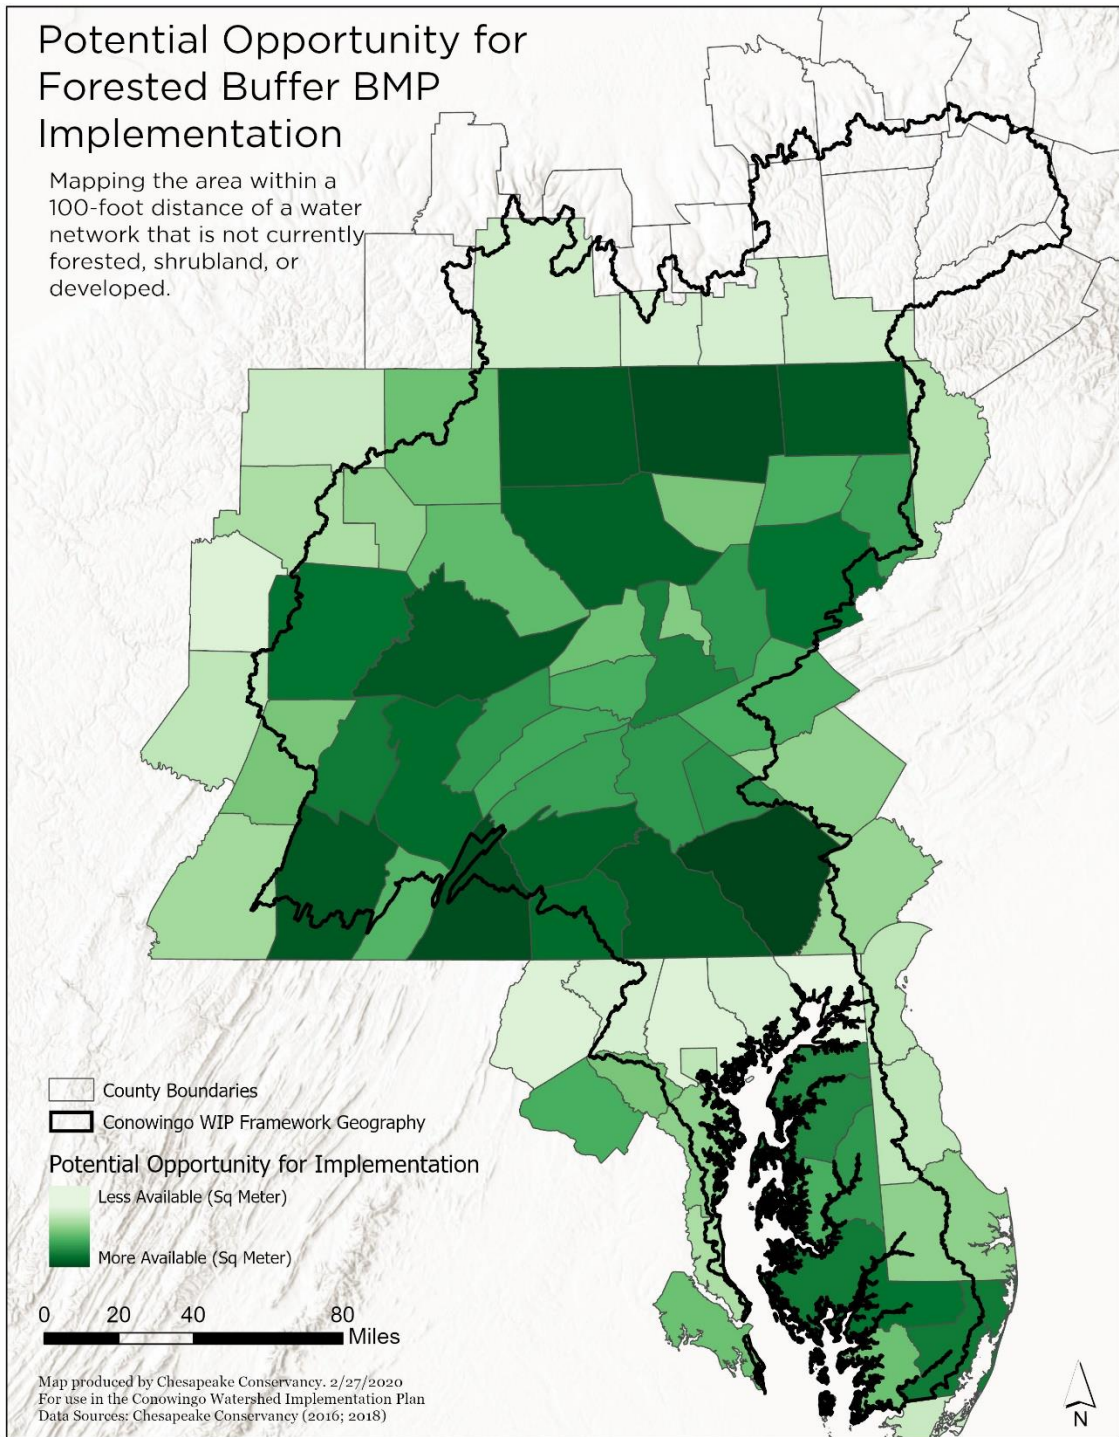 Potential Opportunity for
Forested Buffer BMP
Implementation
Mapping the area within a
100-foot distance of a water
network that is not currently
forested, shrubland, or
developed.
County Boundaries
Conowingo WIP Framework Geography
Potential Opportunity for Implementation
Less Available (Sq Meter)
More Available (Sq Meter)
0 20 40 80
Miles
Map produced by Chesapeake Conservancy. 2/27/2020
For use in the Conowingo Watershed Implementation Plan
Data Sources: Chesapeake Conservancy (2016; 2018)
N